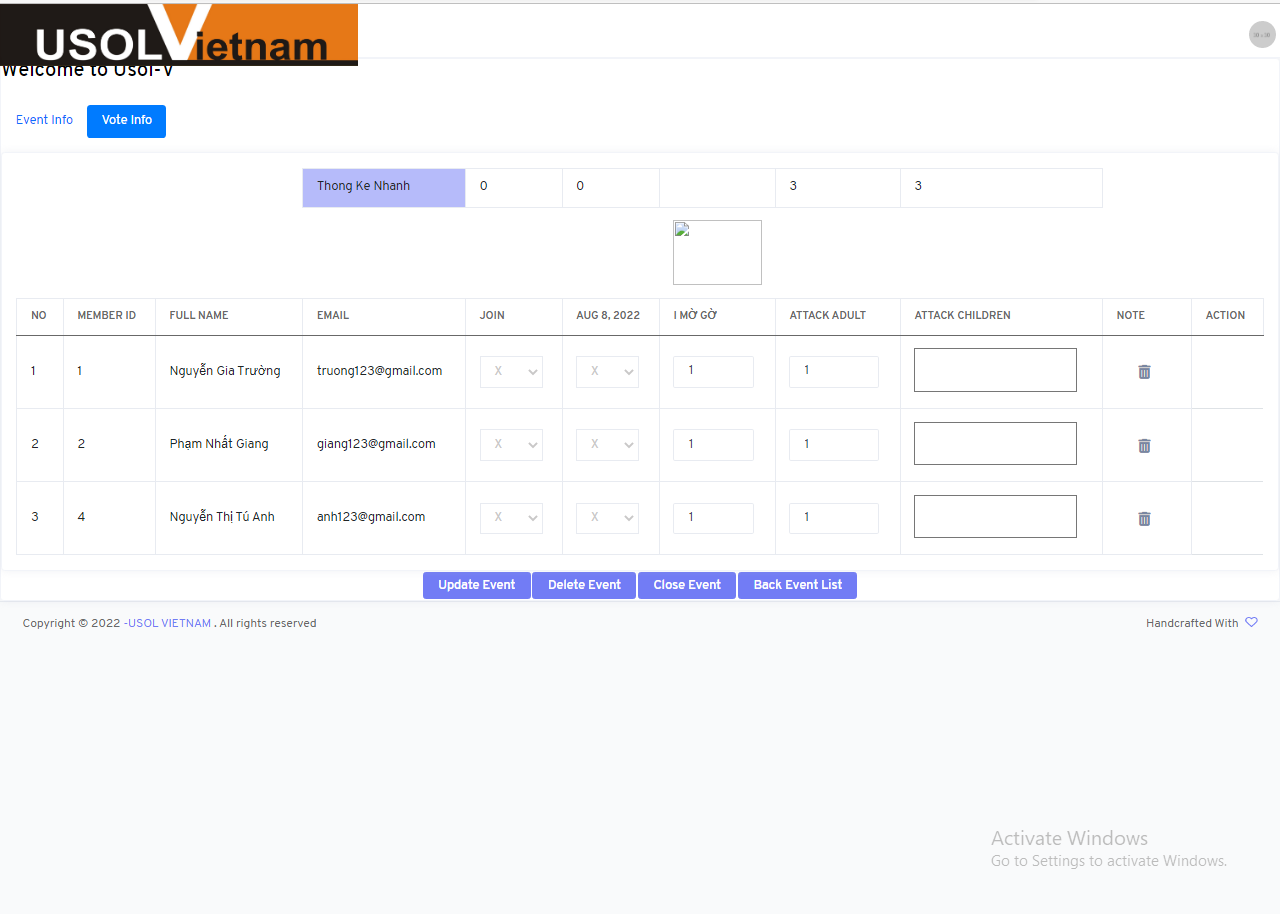 USOL Vietnam
Welcome to Usol-V
Event Info Vote Info
Thong Ke Nhanh 0 0 3 3
NO MEMBER ID FULL NAME EMAIL JOIN AUG 8, 2022 I MỜ GỜ ATTACK ADULT ATTACK CHILDREN NOTE ACTION
1 1 Nguyễn Gia Trường truong123@gmail.com X X 1 1
2 2 Phạm Nhất Giang giang123@gmail.com X X 1 1
3 4 Nguyễn Thị Tú Anh anh123@gmail.com X X 1 1
Update Event Delete Event Close Event Back Event List
Copyright © 2022 -USOL VIETNAM . All rights reserved Handcrafted With
Activate Windows
Go to Settings to activate Windows.